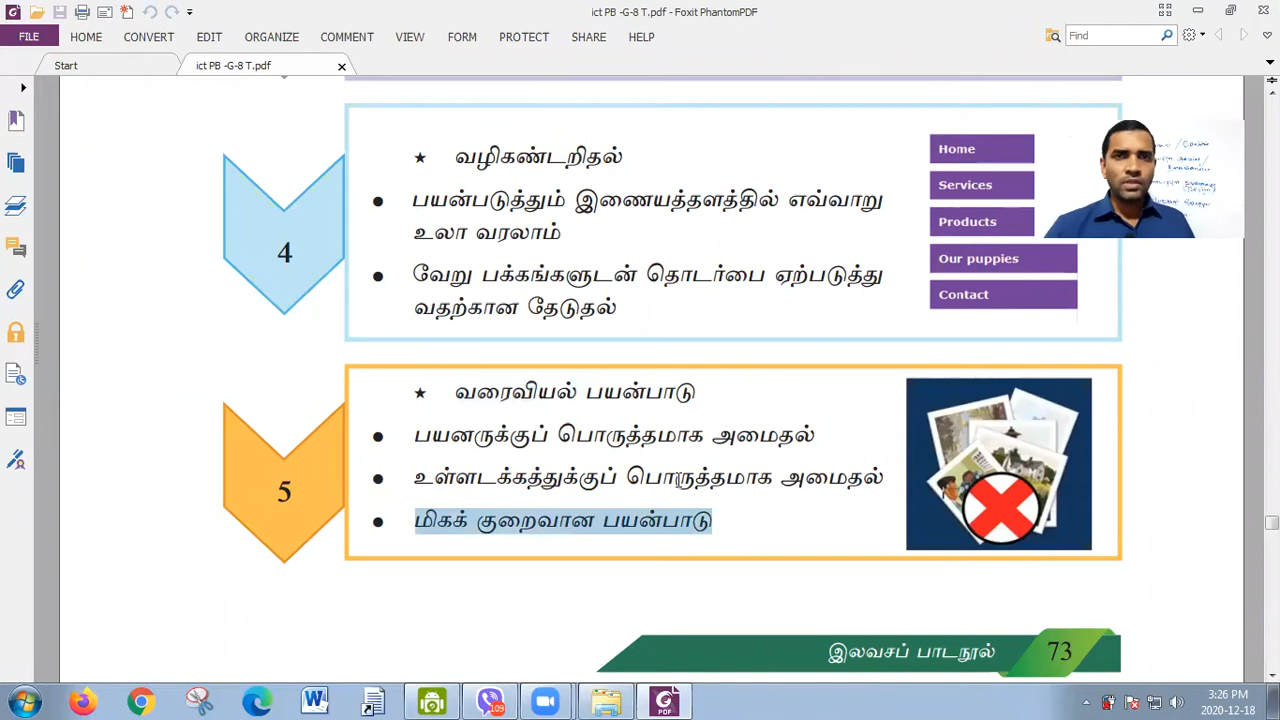 ict PB -G-8 T.pdf - Foxit PhantomPDF
FILE HOME CONVERT EDIT ORGANIZE COMMENT VIEW FORM PROTECT SHARE HELP
Find
Start
ict PB -G-8 T.pdf
4
★ வழிகண்டறிதல்
● பயன்படுத்தும் இணையத்தளத்தில் எவ்வாறு
உலா வரலாம்
● வேறு பக்கங்களுடன் தொடர்பை ஏற்படுத்து
வதற்கான தேடுதல்
Home
Services
Products
Our puppies
Contact
5
★ வரைவியல் பயன்பாடு
● பயனருக்குப் பொருத்தமாக அமைதல்
● உள்ளடக்கத்துக்குப் பொருத்தமாக அமைதல்
● மிகக் குறைவான பயன்பாடு
இலவசப் பாடநூல் 73
109
PDF
3:26 PM
2020-12-18